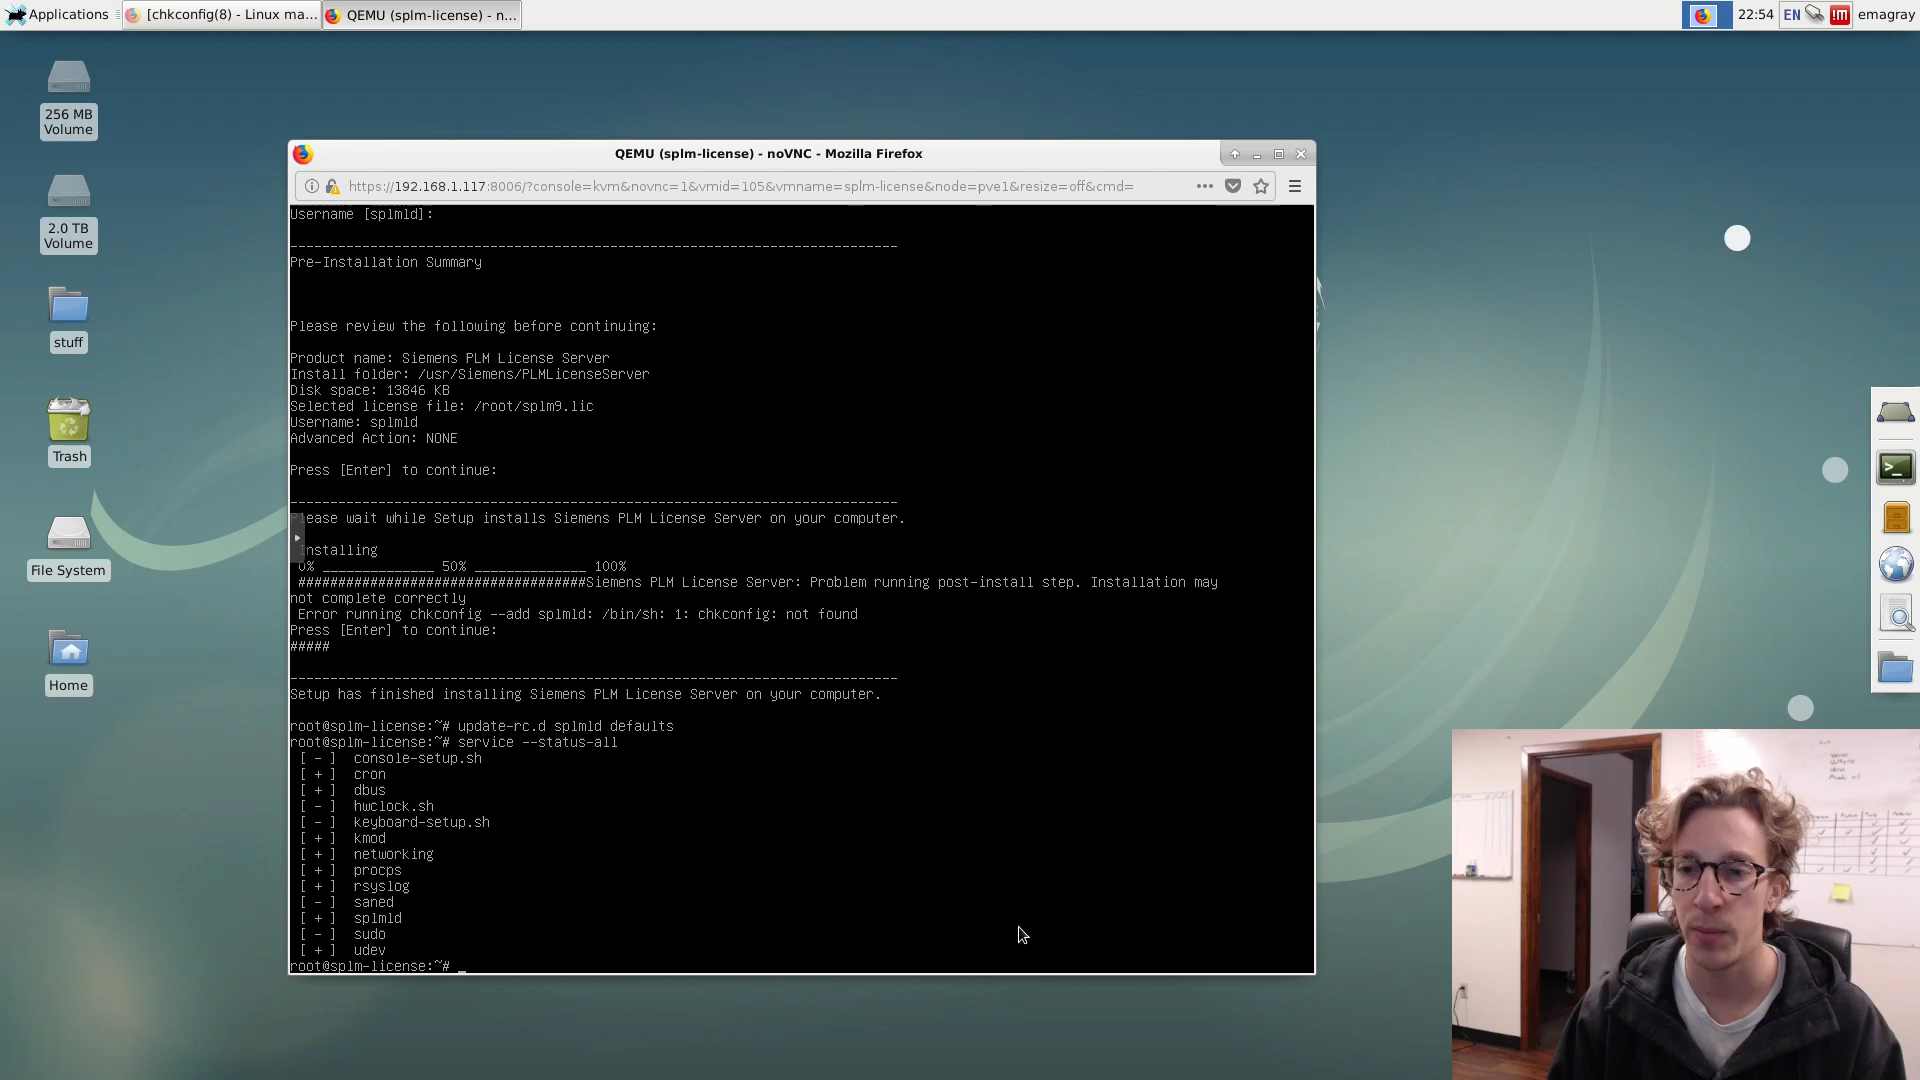 Applications
[chkconfig(8) - Linux ma...
QEMU (splm-license) - n...
22:54
EN
!m
emagray
256 MB
Volume
2.0 TB
Volume
stuff
Trash
File System
Home
QEMU (splm-license) - noVNC - Mozilla Firefox
https://192.168.1.117:8006/?console=kvm&novnc=1&vmid=105&vmname=splm-license&node=pve1&resize=off&cmd=
Username [splmld]:
----------------------------------------------------------------------------
Pre-Installation Summary
Please review the following before continuing:
Product name: Siemens PLM License Server
Install folder: /usr/Siemens/PLMLicenseServer
Disk space: 13846 KB
Selected license file: /root/splm9.lic
Username: splmld
Advanced Action: NONE
Press [Enter] to continue:
----------------------------------------------------------------------------
Please wait while Setup installs Siemens PLM License Server on your computer.
Installing
0% ______________ 50% ______________ 100%
####################################Siemens PLM License Server: Problem running post-install step. Installation may
not complete correctly
Error running chkconfig --add splmld: /bin/sh: 1: chkconfig: not found
Press [Enter] to continue:
#####
----------------------------------------------------------------------------
Setup has finished installing Siemens PLM License Server on your computer.
root@splm-license:~# update-rc.d splmld defaults
root@splm-license:~# service --status-all
[ - ] console-setup.sh
[ + ] cron
[ + ] dbus
[ - ] hwclock.sh
[ - ] keyboard-setup.sh
[ + ] kmod
[ + ] networking
[ + ] procps
[ + ] rsyslog
[ - ] saned
[ + ] splmld
[ - ] sudo
[ + ] udev
root@splm-license:~# _